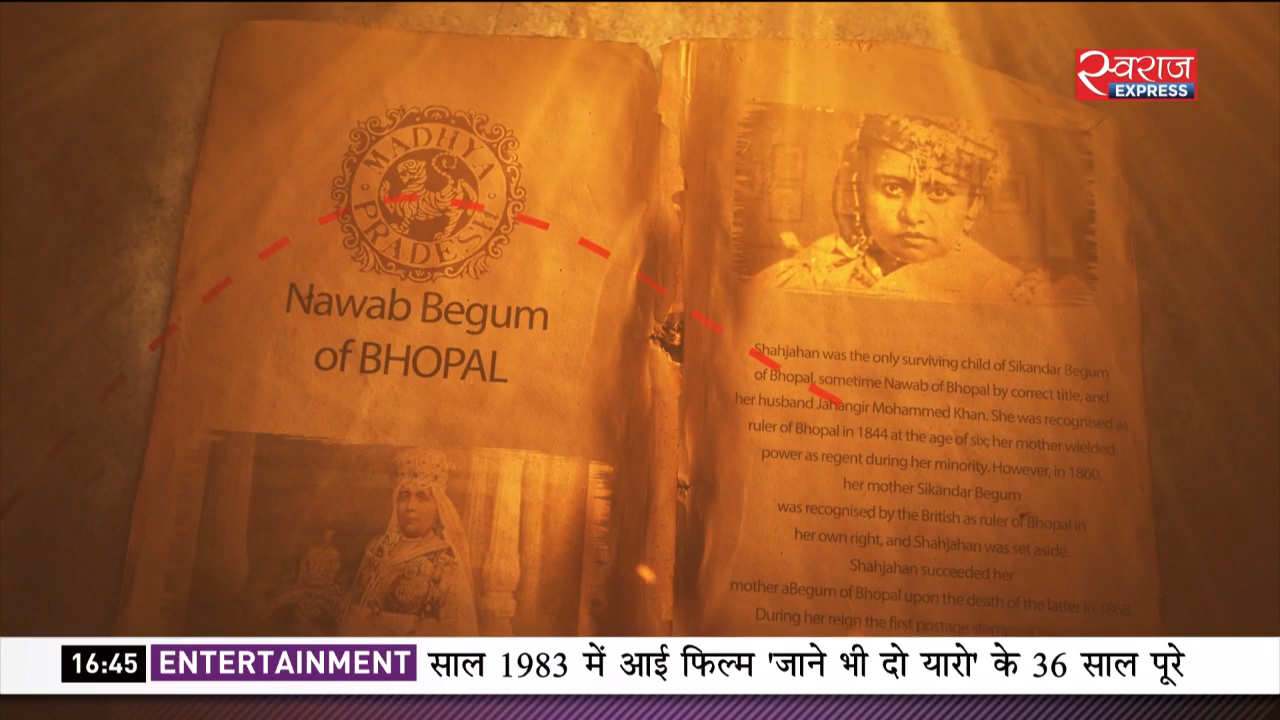 स्वराज
EXPRESS
MADHYA
PRADESH
Nawab Begum
of BHOPAL
Shahjahan was the only surviving child of Sikandar Begum
of Bhopal, sometime Nawab of Bhopal by correct title, and
her husband Jahangir Mohammed Khan. She was recognised as
ruler of Bhopal in 1844 at the age of six; her mother wielded
power as regent during her minority. However, in 1860,
her mother Sikandar Begum
was recognised by the British as ruler of Bhopal in
her own right, and Shahjahan was set aside.
Shahjahan succeeded her
mother aBegum of Bhopal upon the death of the latter in 1868.
During her reign the first postage
16:45 ENTERTAINMENT साल 1983 में आई फिल्म 'जाने भी दो यारो' के 36 साल पूरे